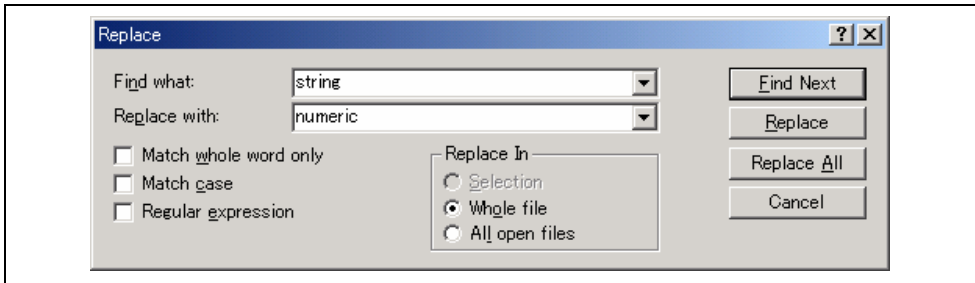 Replace
Find what: string Find Next
Replace with: numeric Replace
Match whole word only Replace In Replace All
Match case Selection
Regular expression Whole file Cancel
All open files